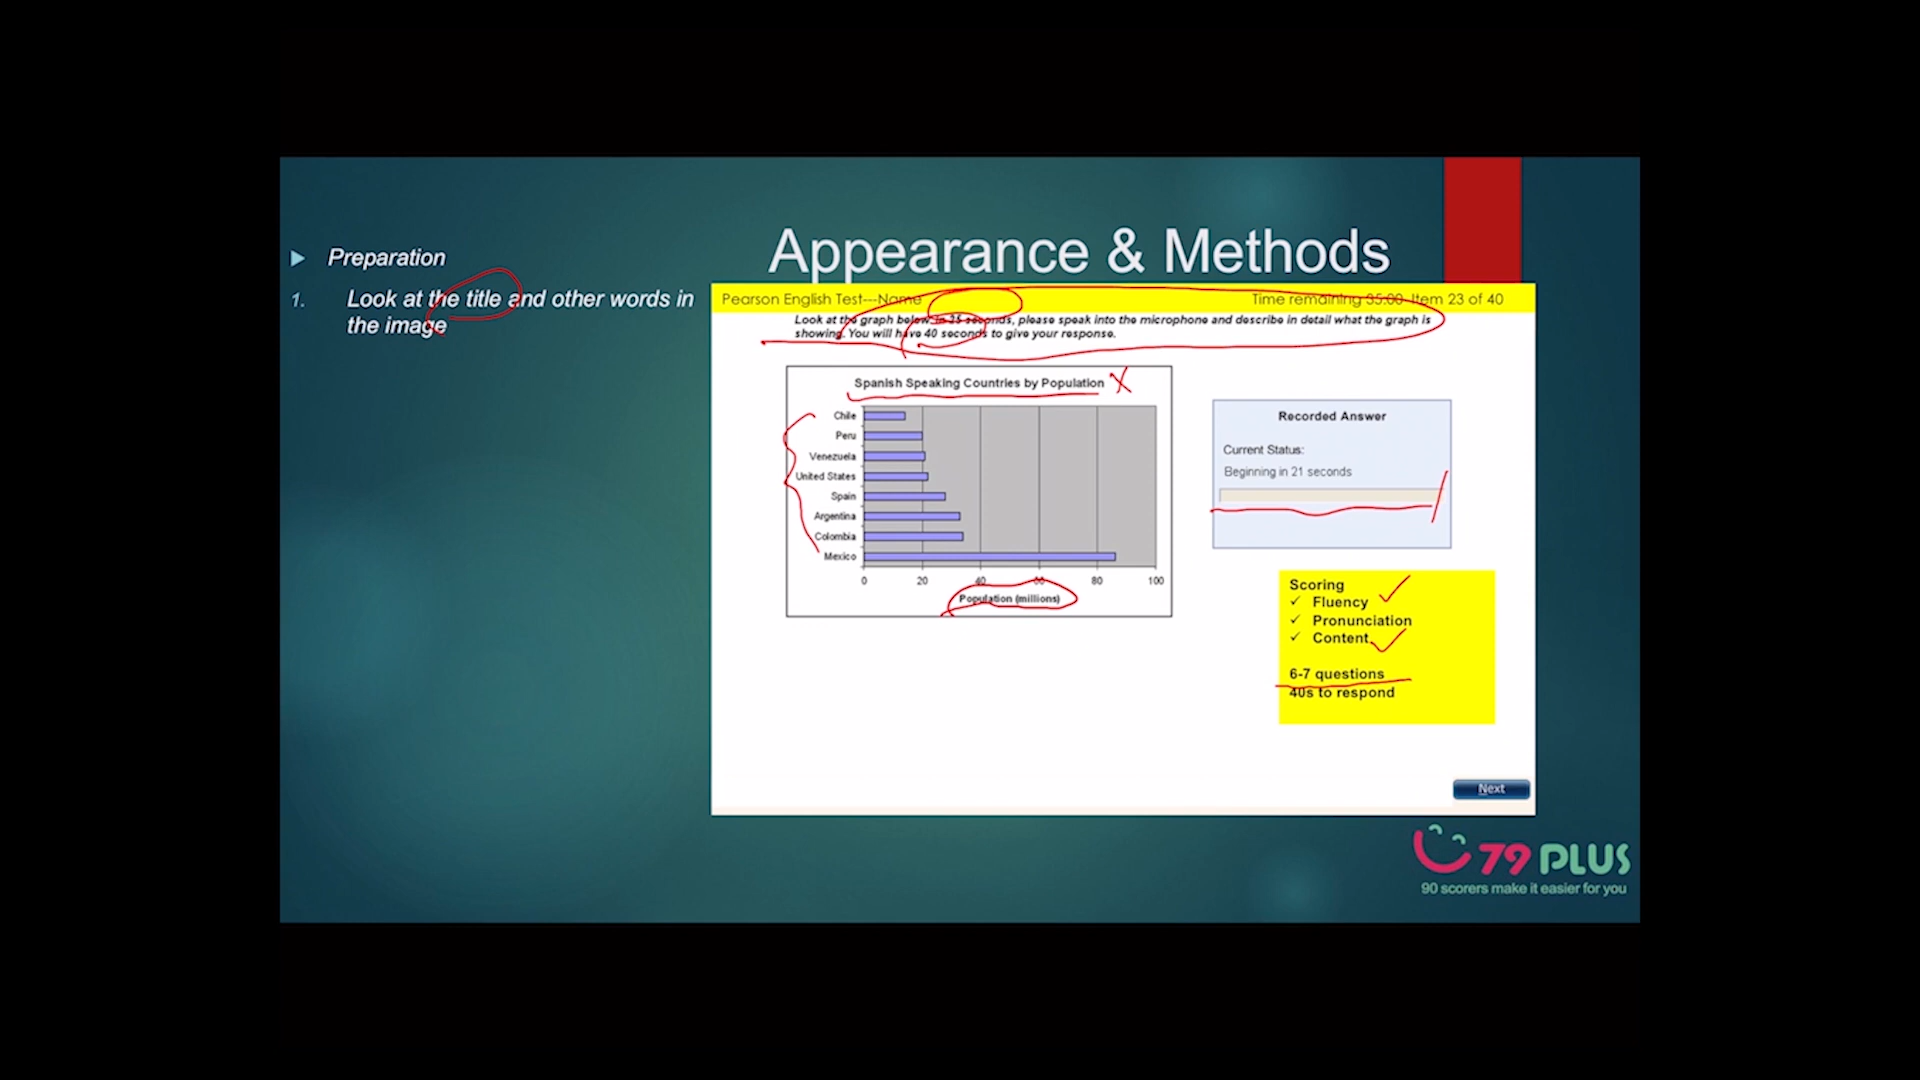 Appearance & Methods
Preparation
1. Look at the title and other words in
the image
Pearson English Test---Name
Time remaining 35:00 Item 23 of 40
Look at the graph below. In 25 seconds, please speak into the microphone and describe in detail what the graph is
showing. You will have 40 seconds to give your response.
Spanish Speaking Countries by Population
Chile
Peru
Venezuela
United States
Spain
Argentina
Colombia
Mexico
0 20 40 60 80 100
Population (millions)
Recorded Answer
Current Status:
Beginning in 21 seconds
Scoring
Fluency
Pronunciation
Content
6-7 questions
40s to respond
Next
79 PLUS
90 scorers make it easier for you